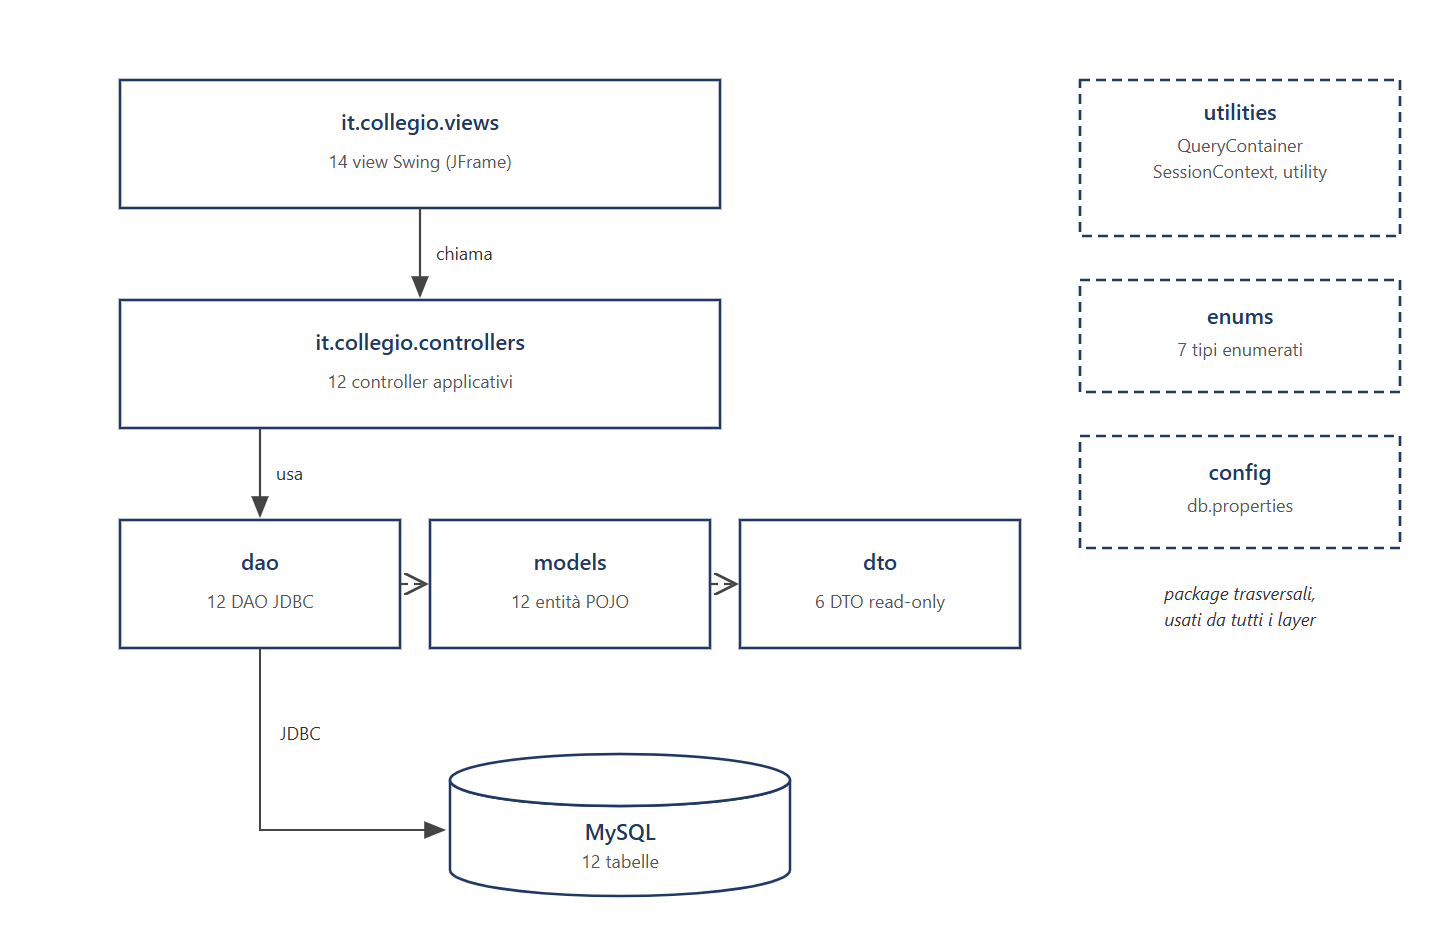 it.collegio.views
14 view Swing (JFrame)
chiama
it.collegio.controllers
12 controller applicativi
usa
dao
12 DAO JDBC
models
12 entità POJO
dto
6 DTO read-only
JDBC
MySQL
12 tabelle
utilities
QueryContainer
SessionContext, utility
enums
7 tipi enumerati
config
db.properties
package trasversali,
usati da tutti i layer